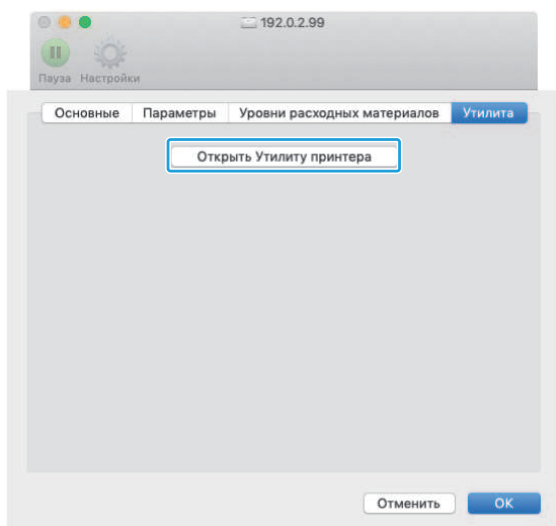 192.0.2.99
Пауза Настройки
Основные Параметры Уровни расходных материалов Утилита
Открыть Утилиту принтера
Отменить OK